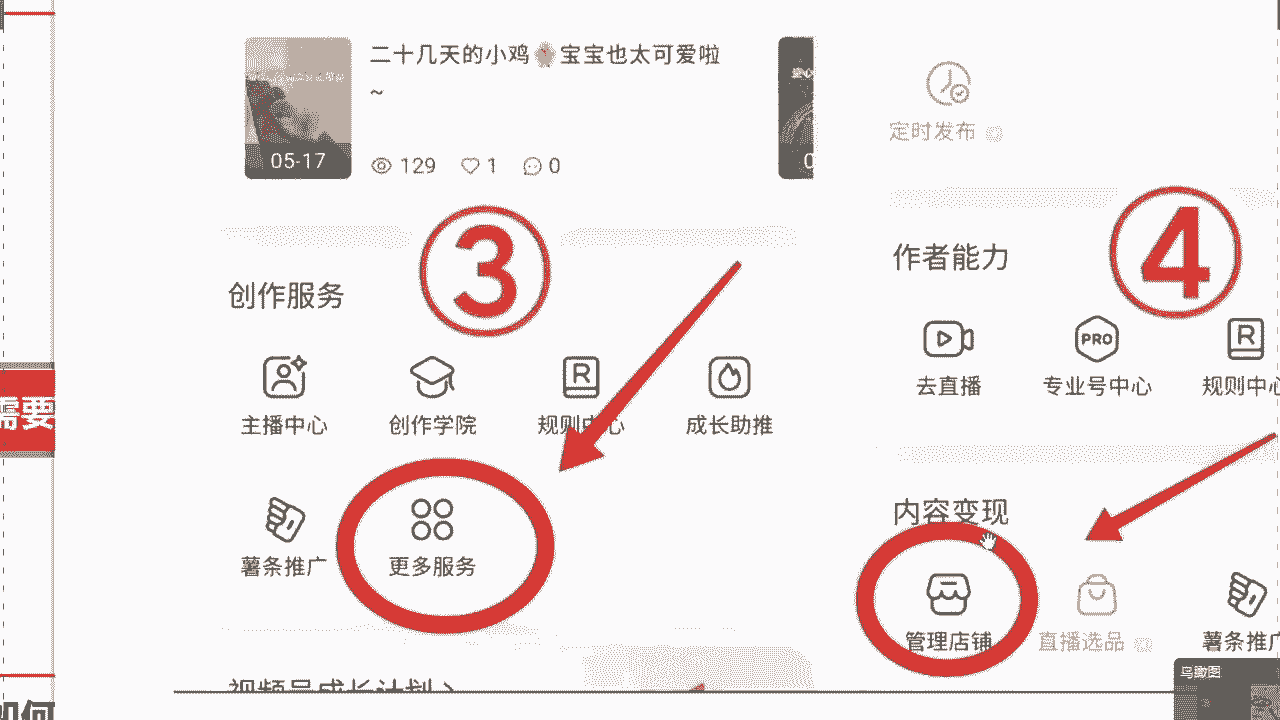 二十几天的小鸡🐔宝宝也太可爱啦
~
05-17
129
1
0
③
创作服务
主播中心
创作学院
规则中心
成长助推
薯条推广
更多服务
视频号成长计划 >
定时发布
④
作者能力
去直播
专业号中心
PRO
规则中心
内容变现
管理店铺
直播选品
薯条推广
需要
如何
鸟瞰图